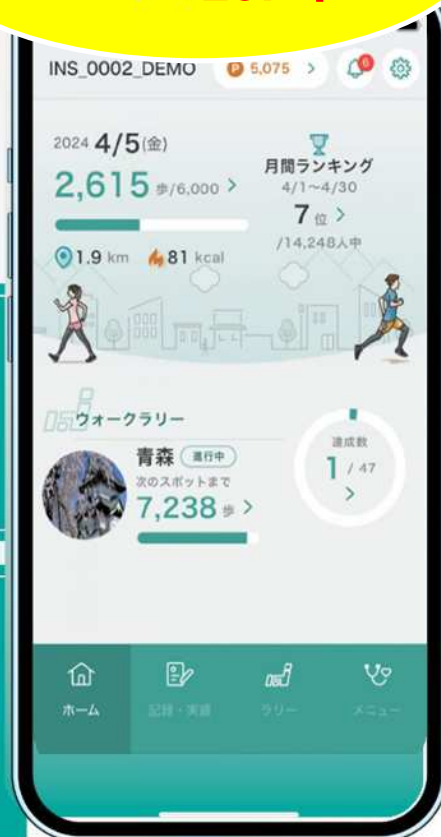 INS_0002_DEMO
P 5,075 >
6
2024 4/5(金)
2,615 歩/6,000 >
1.9 km 81 kcal
月間ランキング
4/1~4/30
7 位 >
/14,248人中
ウォークラリー
青森 進行中
次のスポットまで
7,238 歩 >
達成数
1 / 47
>
ホーム
記録・実績
ラリー
メニュー